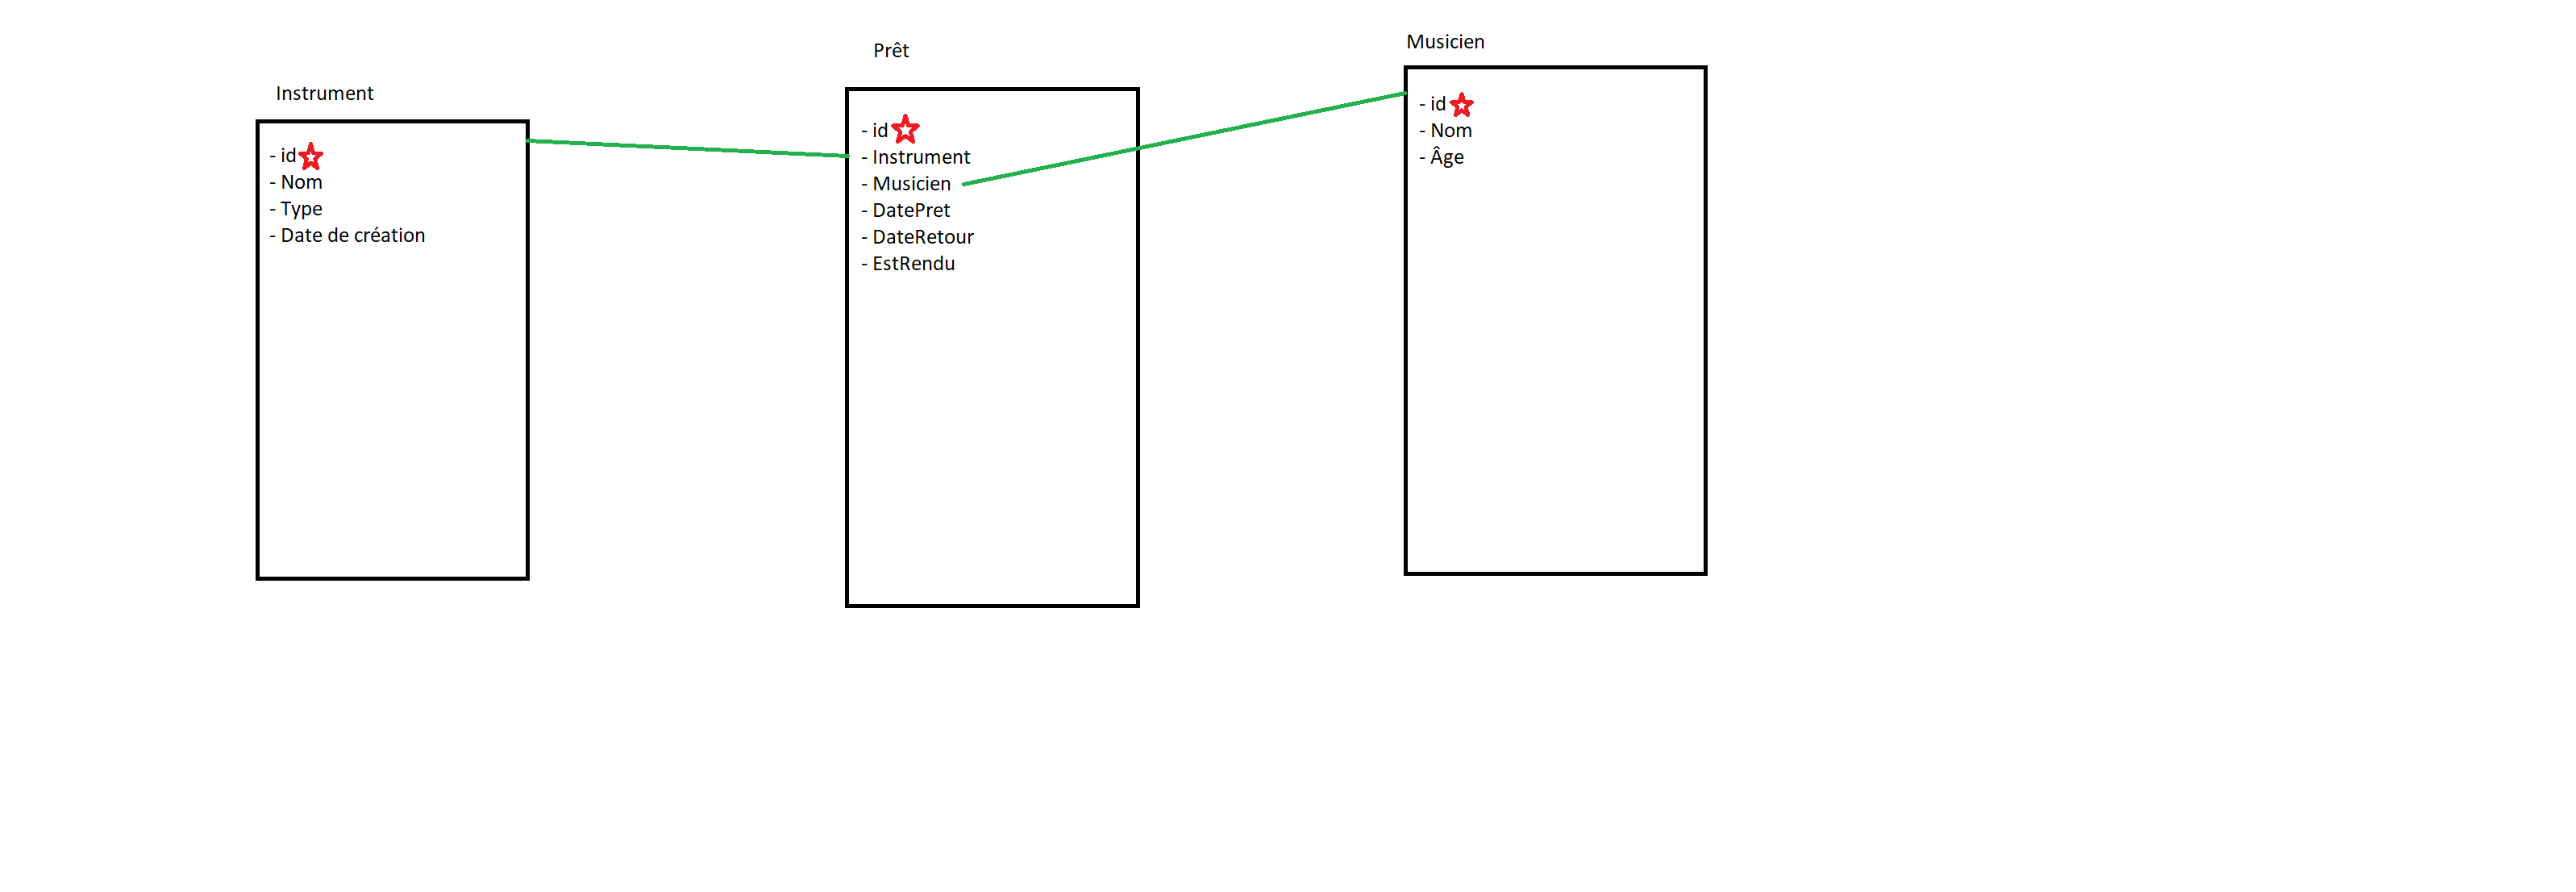 Instrument
- id
- Nom
- Type
- Date de création
Prêt
- id
- Instrument
- Musicien
- DatePret
- DateRetour
- EstRendu
Musicien
- id
- Nom
- Âge